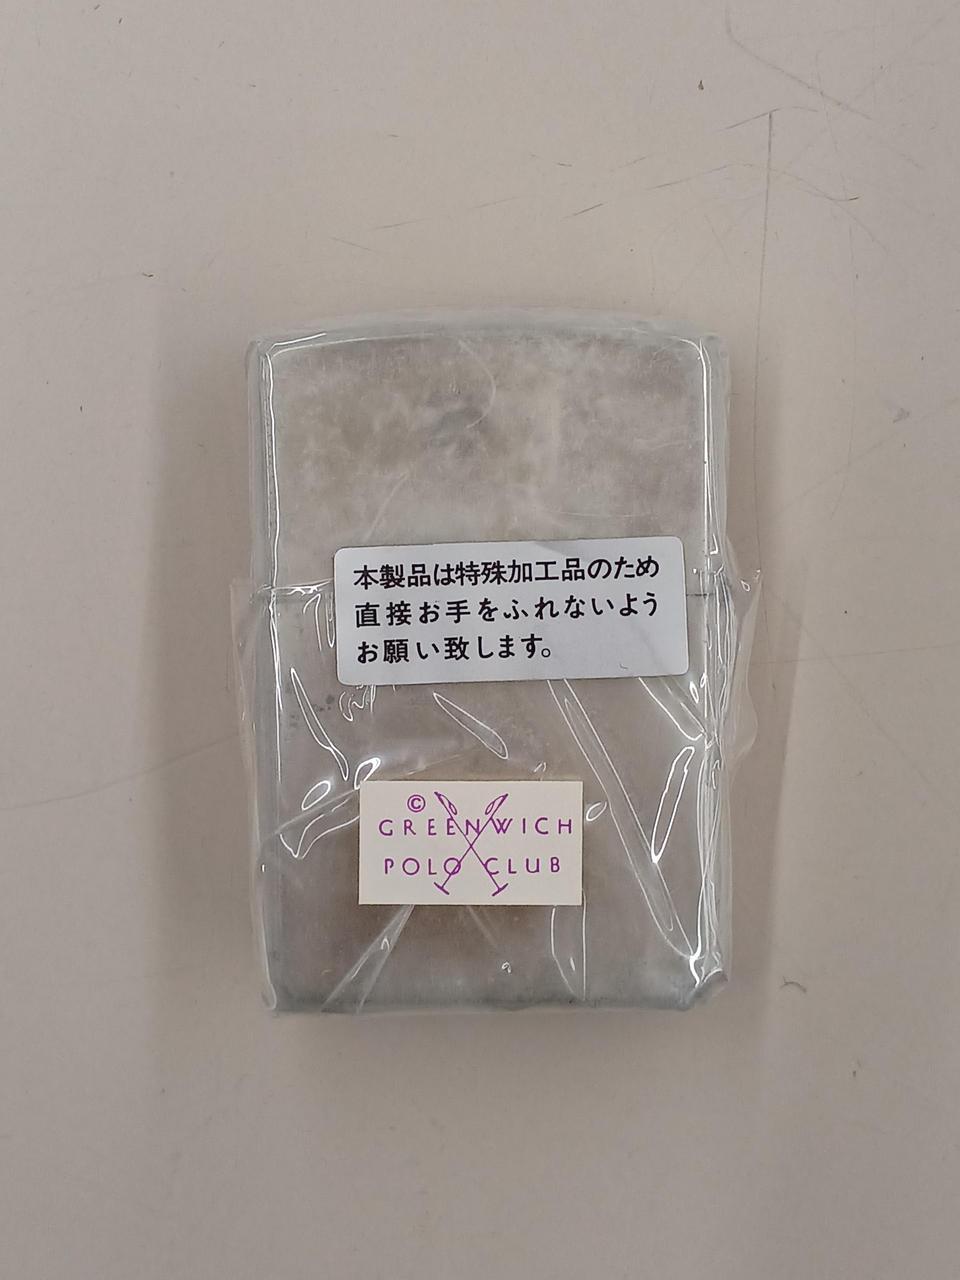 本製品は特殊加工品のため
直接お手をふれないよう
お願い致します。
©
GREENWICH
POLO CLUB